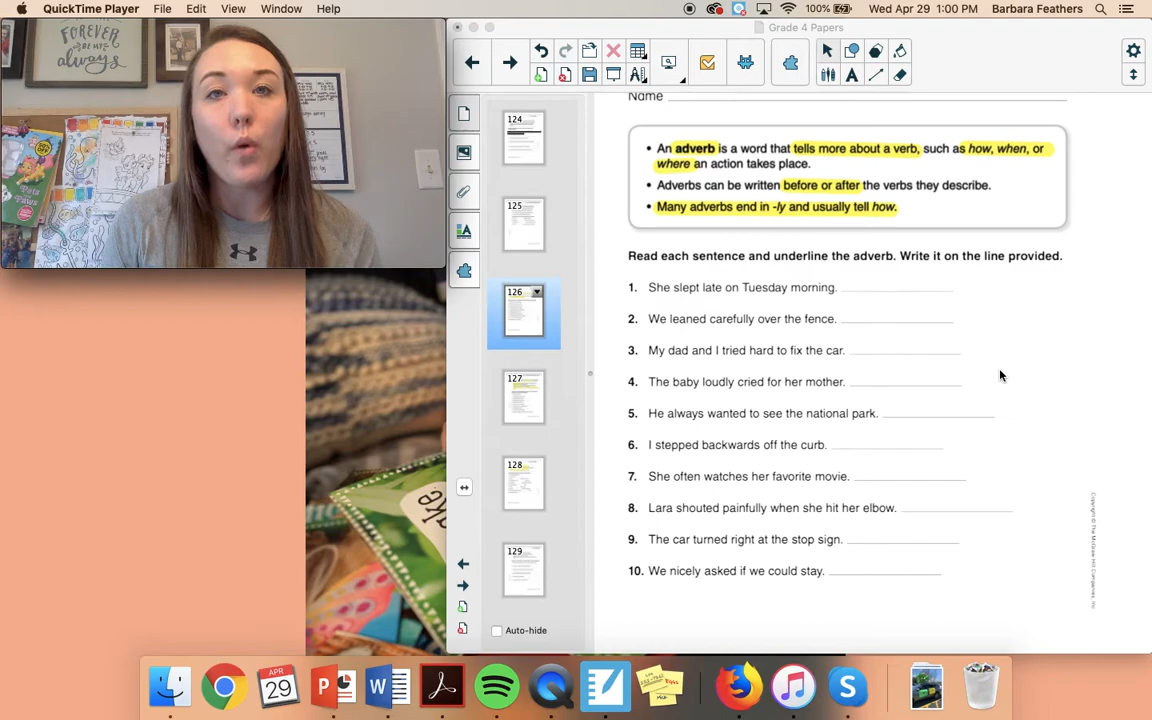 QuickTime Player File Edit View Window Help 100% Wed Apr 29 1:00 PM Barbara Feathers
Grade 4 Papers
FOREVER
always
124
125
126
127
128
129
Auto-hide
Name
• An adverb is a word that tells more about a verb, such as how, when, or
where an action takes place.
• Adverbs can be written before or after the verbs they describe.
• Many adverbs end in -ly and usually tell how.
Read each sentence and underline the adverb. Write it on the line provided.
1. She slept late on Tuesday morning.
2. We leaned carefully over the fence.
3. My dad and I tried hard to fix the car.
4. The baby loudly cried for her mother.
5. He always wanted to see the national park.
6. I stepped backwards off the curb.
7. She often watches her favorite movie.
8. Lara shouted painfully when she hit her elbow.
9. The car turned right at the stop sign.
10. We nicely asked if we could stay.
Copyright © The McGraw-Hill Companies, Inc.
APR
29